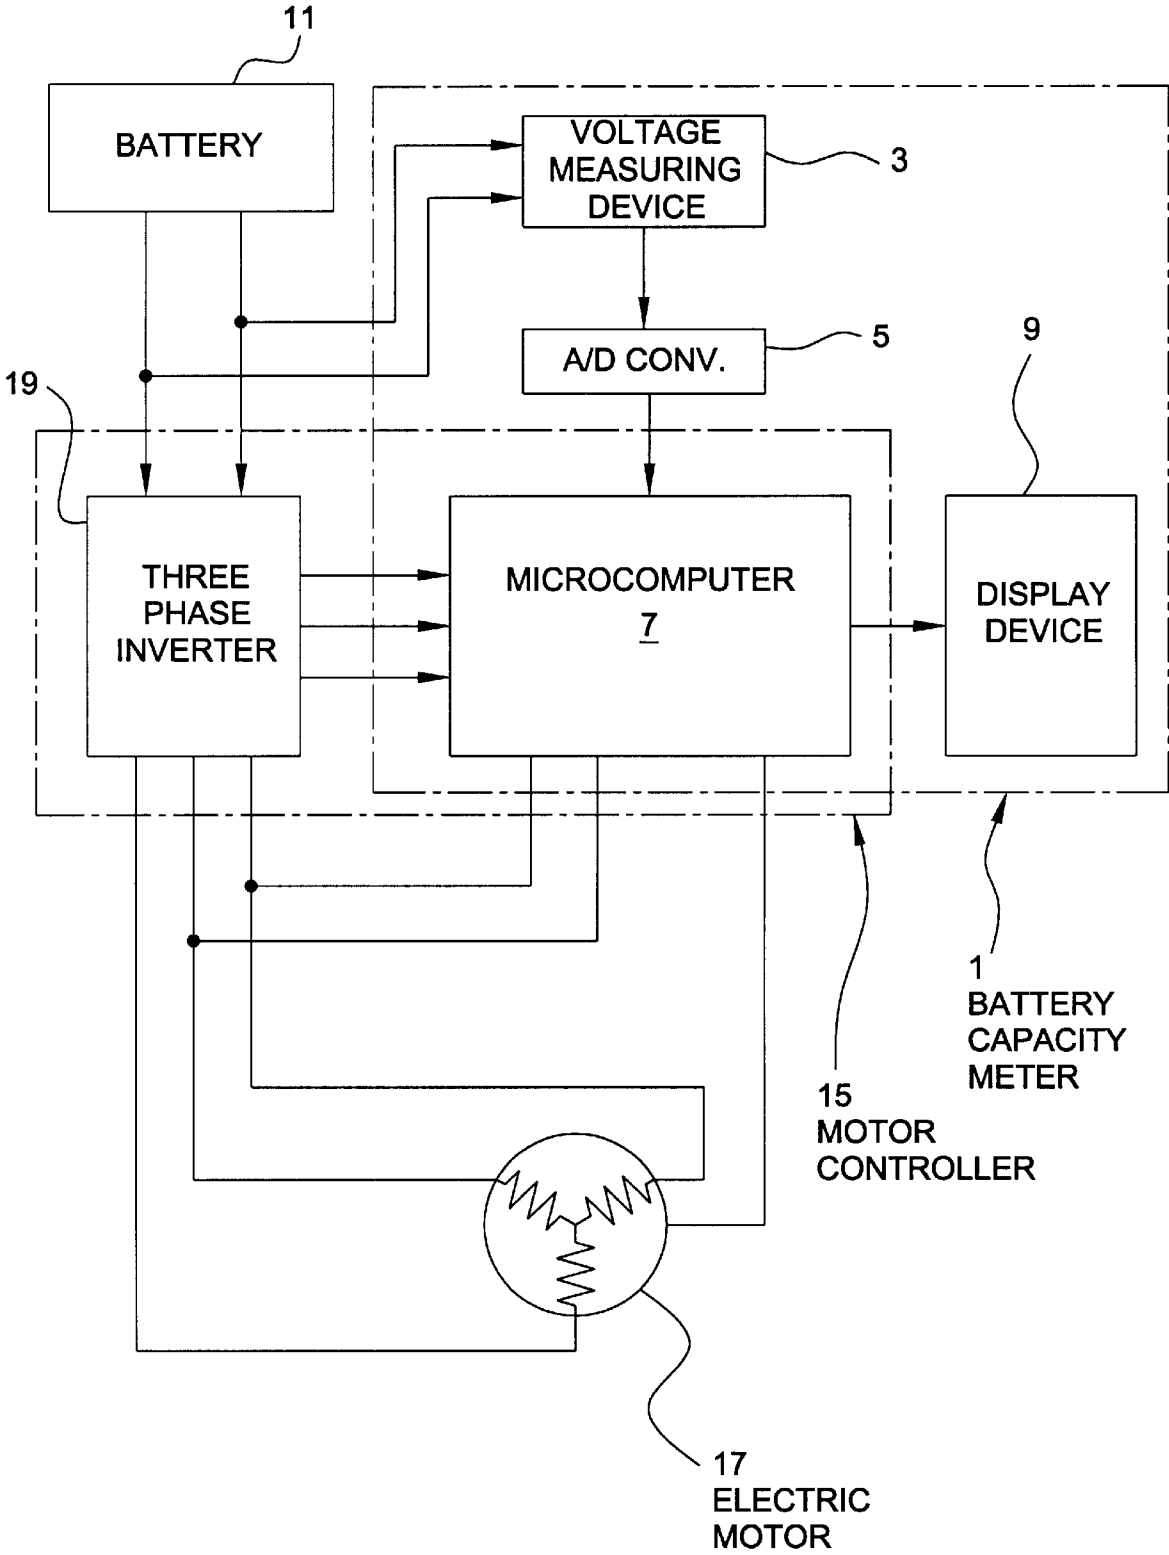 11
BATTERY
VOLTAGE
MEASURING
DEVICE
3
A/D CONV.
5
9
19
THREE
PHASE
INVERTER
MICROCOMPUTER
7
DISPLAY
DEVICE
1
BATTERY
CAPACITY
METER
15
MOTOR
CONTROLLER
17
ELECTRIC
MOTOR